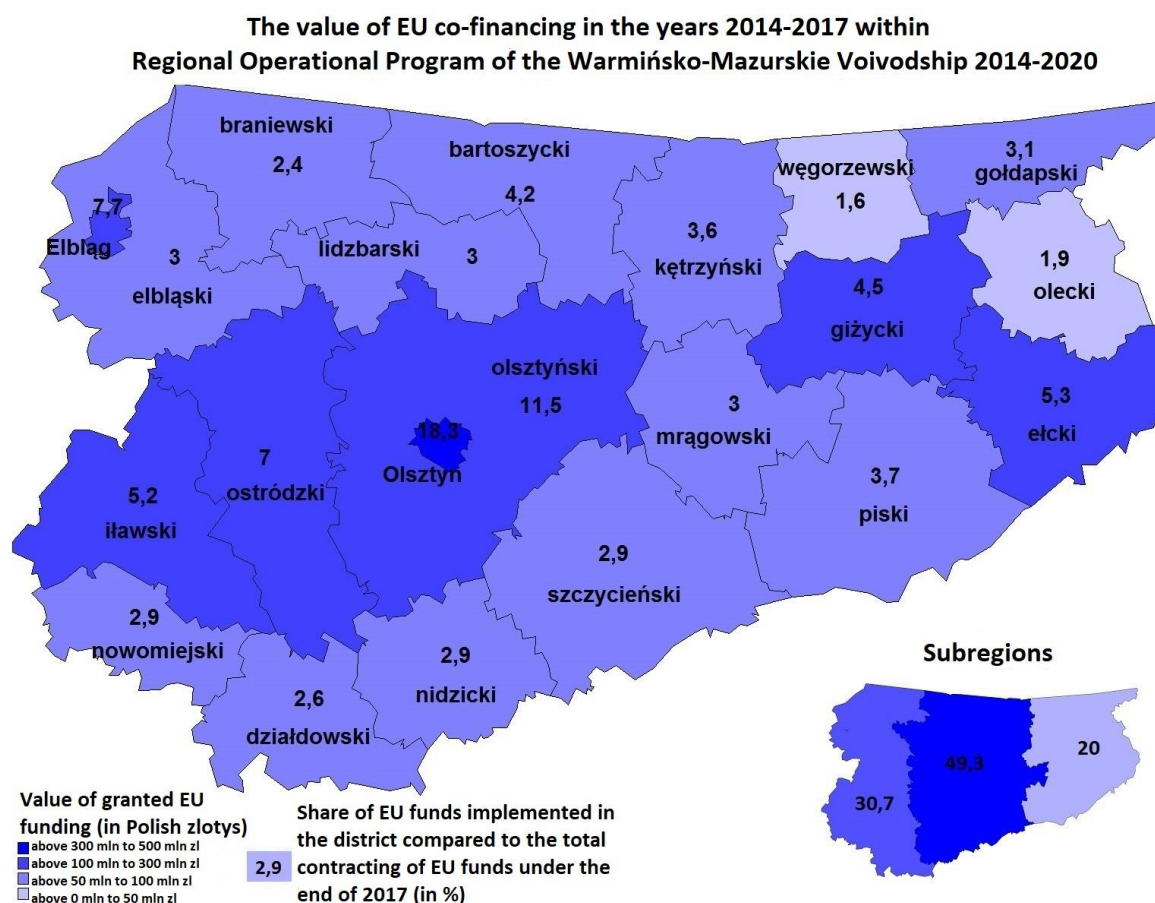 The value of EU co-financing in the years 2014-2017 within
Regional Operational Program of the Warmińsko-Mazurskie Voivodship 2014-2020
braniewski
2,4
bartoszycki
4,2
węgorzewski
1,6
3,1
gołdapski
7,7
Elbląg
3
elbląski
lidzbarski
3
3,6
kętrzyński
4,5
giżycki
1,9
olecki
olsztyński
11,5
18,3
Olsztyn
3
mrągowski
5,3
ełcki
7
ostródzki
5,2
iławski
3,7
piski
2,9
szczycieński
2,9
nowomiejski
2,9
nidzicki
2,6
działdowski
Subregions
30,7
49,3
20
Value of granted EU
funding (in Polish zlotys)
above 300 mln to 500 mln zl
above 100 mln to 300 mln zl
above 50 mln to 100 mln zl
above 0 mln to 50 mln zl
2,9
Share of EU funds implemented in
the district compared to the total
contracting of EU funds under the
end of 2017 (in %)